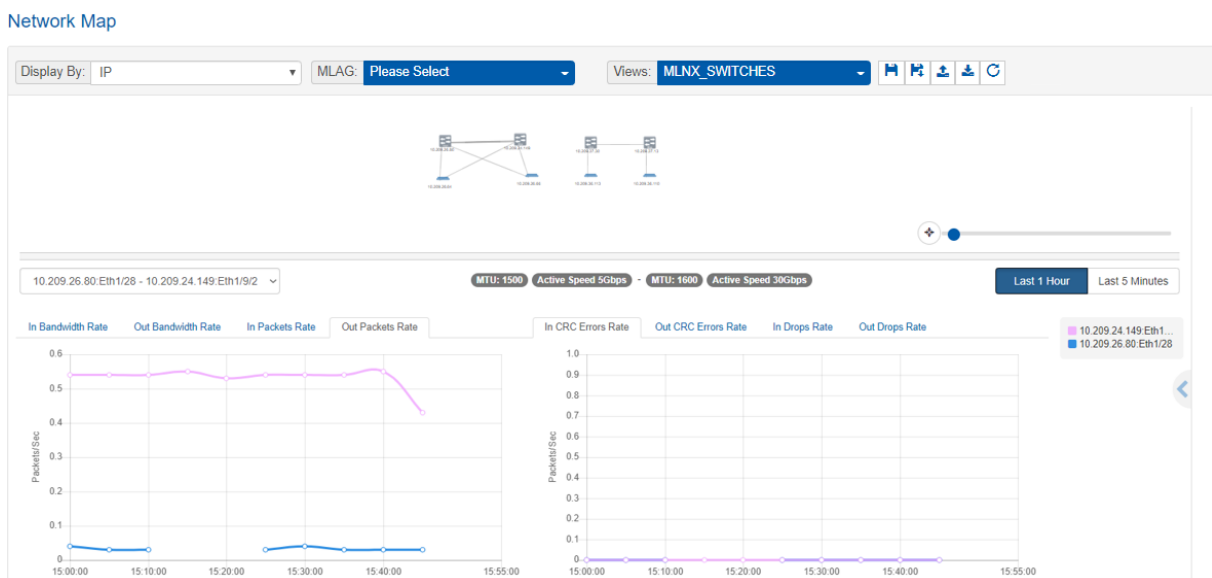 Network Map
Display By: IP MLAG: Please Select Views: MLNX_SWITCHES
10.209.26.80:Eth1/28 - 10.209.24.149:Eth1/9/2 MTU: 1500 Active Speed 5Gbps - MTU: 1600 Active Speed 30Gbps Last 1 Hour Last 5 Minutes
In Bandwidth Rate Out Bandwidth Rate In Packets Rate Out Packets Rate In CRC Errors Rate Out CRC Errors Rate In Drops Rate Out Drops Rate
10.209.24.149:Eth1...
10.209.26.80:Eth1/28
Packets/Sec
0.6
0.5
0.4
0.3
0.2
0.1
0
15:00:00 15:10:00 15:20:00 15:30:00 15:40:00 15:55:00
Packets/Sec
1.0
0.9
0.8
0.7
0.6
0.5
0.4
0.3
0.2
0.1
0
15:00:00 15:10:00 15:20:00 15:30:00 15:40:00 15:55:00